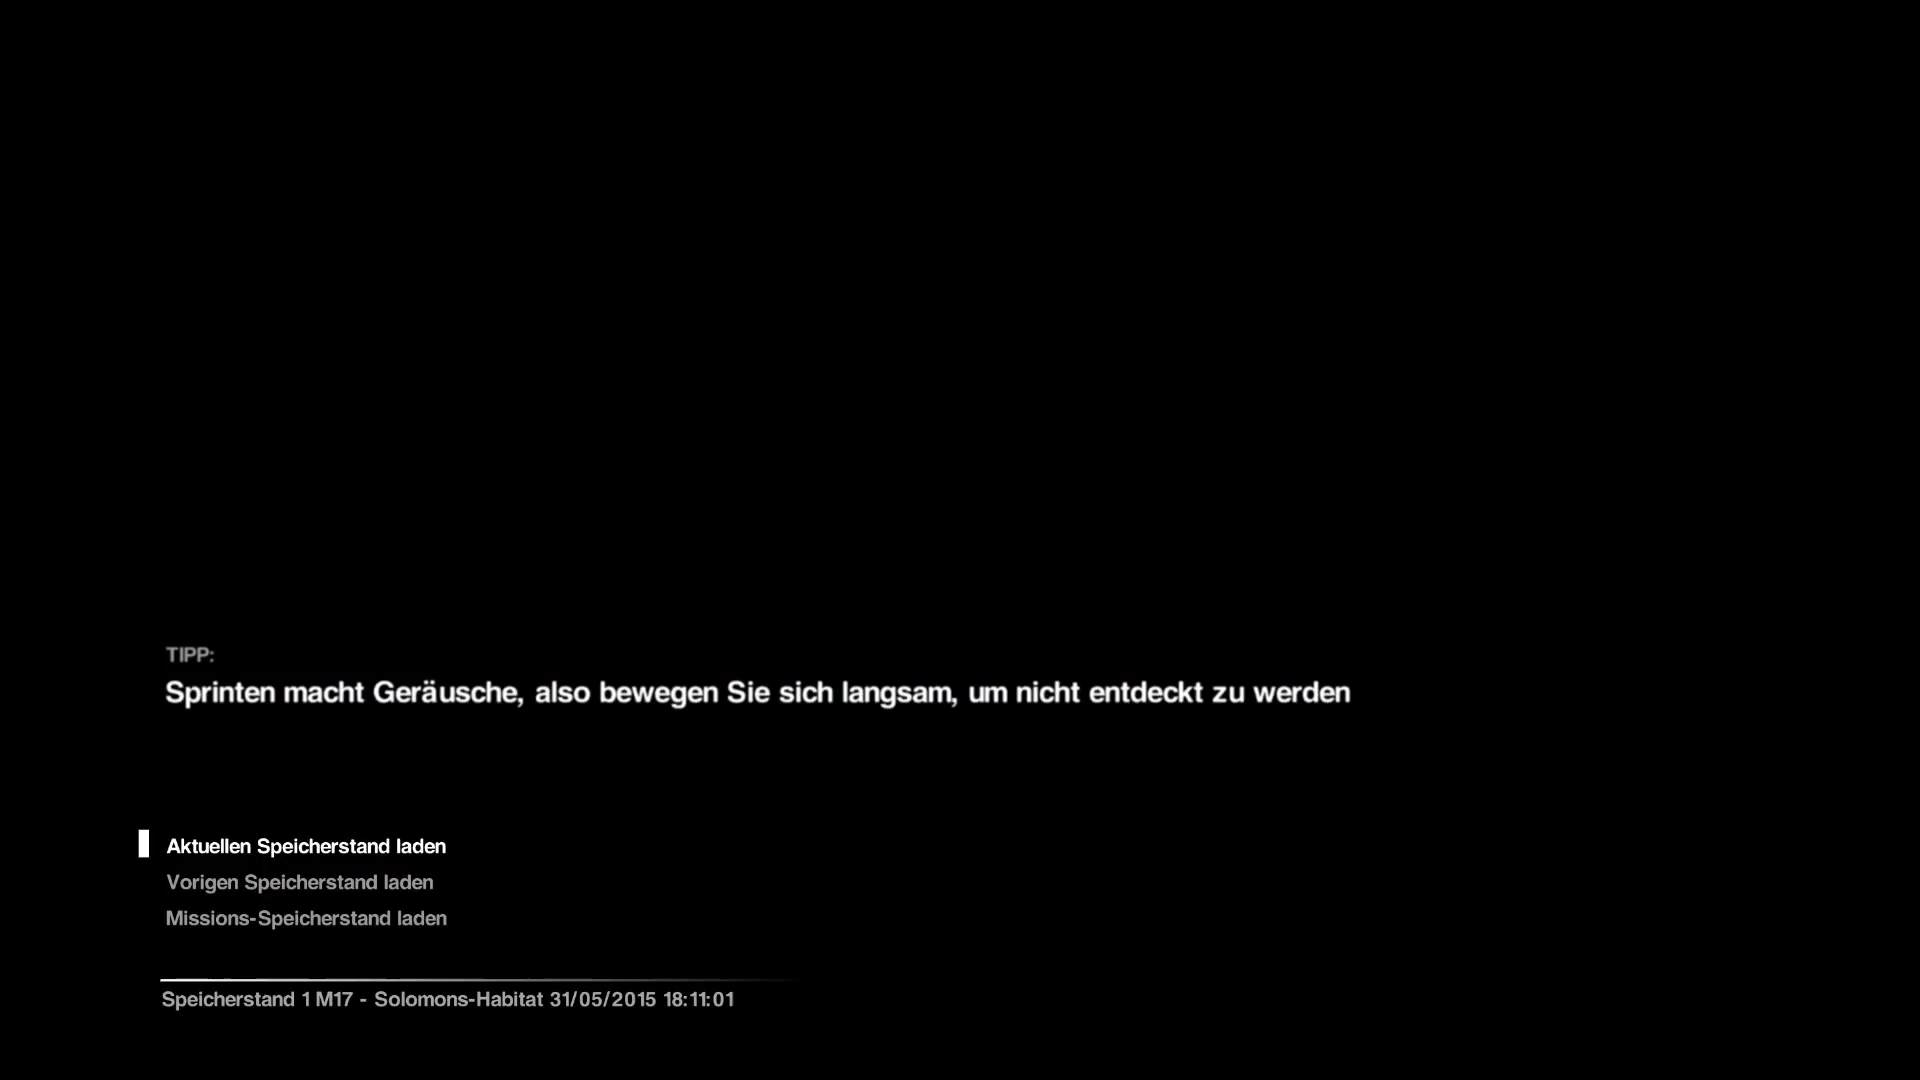 TIPP:
Sprinten macht Geräusche, also bewegen Sie sich langsam, um nicht entdeckt zu werden
Aktuellen Speicherstand laden
Vorigen Speicherstand laden
Missions-Speicherstand laden
Speicherstand 1 M17 - Solomons-Habitat 31/05/2015 18:11:01